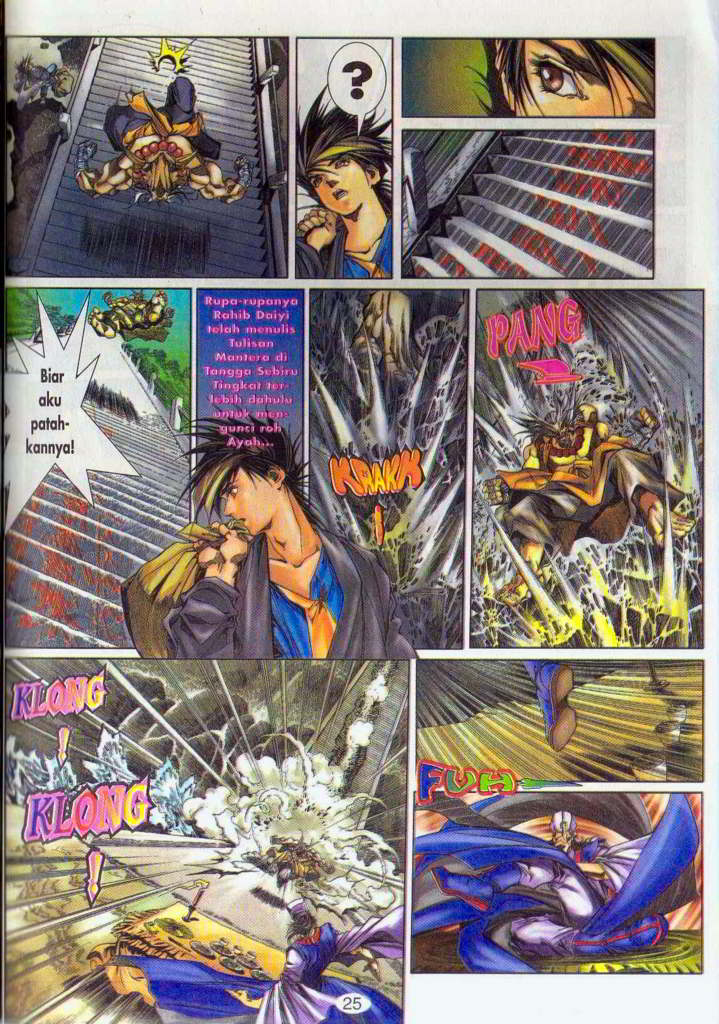 ?
Biar
aku
patah-
kannya!
Rupa-rupanya
Rahib Daiyi
telah menulis
Tulisan
Mantera di
Tangga Sebiru
Tingkat ter-
lebih dahulu
untuk men-
gunci roh
Ayah...
KRAKK
!
PANG
KLONG
!
KLONG
!
FUH
25